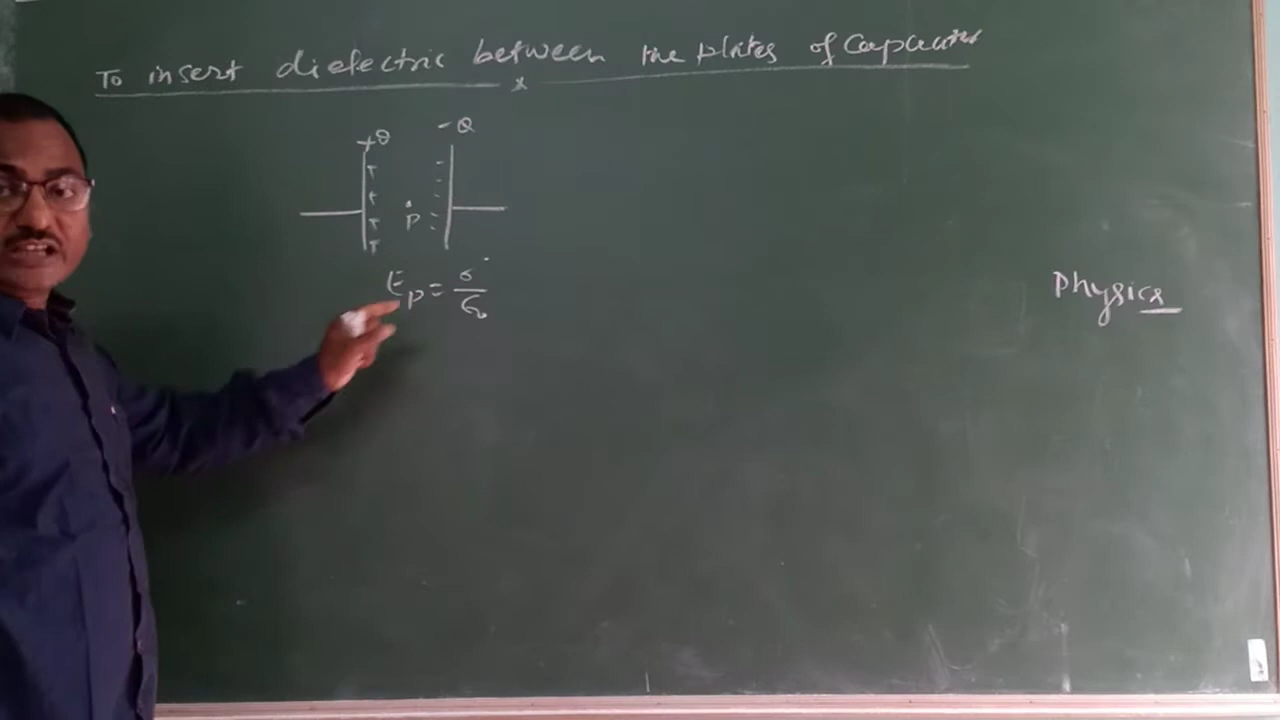 To insert dielectric between the plates of Capacitor
+Q
- Q
+ -
+ -
+ P -
+
Ep = σ/ε₀
Physics